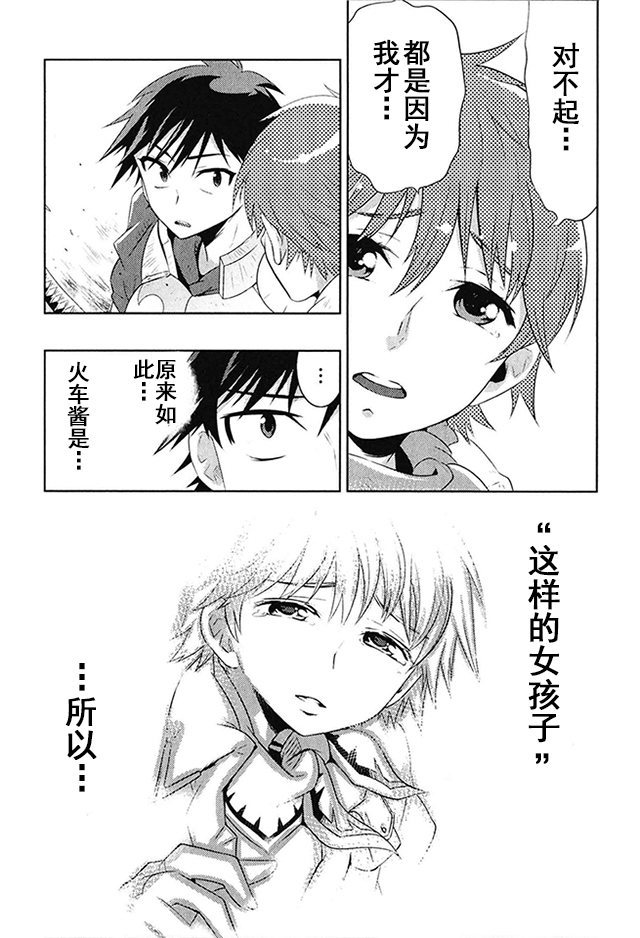 对不起…
都是因为
我才…
…
原来如
此…
火车酱是…
“这样的女孩子”
…所以…